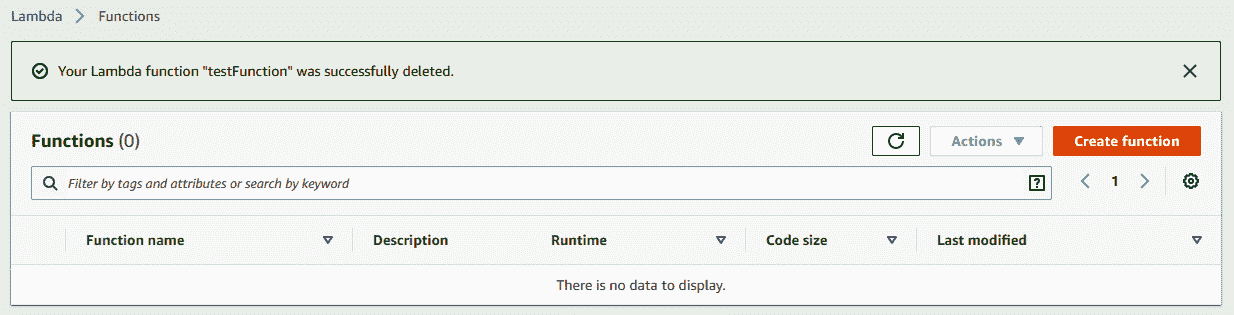 Lambda > Functions
Your Lambda function "testFunction" was successfully deleted.
Functions (0) Actions Create function
Filter by tags and attributes or search by keyword ? < 1 >
Function name Description Runtime Code size Last modified
There is no data to display.